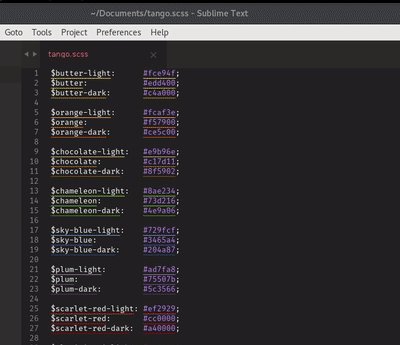 ~/Documents/tango.scss - Sublime Text
Goto Tools Project Preferences Help
tango.scss
1 $butter-light: #fce94f;
2 $butter: #edd400;
3 $butter-dark: #c4a000;
4
5 $orange-light: #fcaf3e;
6 $orange: #f57900;
7 $orange-dark: #ce5c00;
8
9 $chocolate-light: #e9b96e;
10 $chocolate: #c17d11;
11 $chocolate-dark: #8f5902;
12
13 $chameleon-light: #8ae234;
14 $chameleon: #73d216;
15 $chameleon-dark: #4e9a06;
16
17 $sky-blue-light: #729fcf;
18 $sky-blue: #3465a4;
19 $sky-blue-dark: #204a87;
20
21 $plum-light: #ad7fa8;
22 $plum: #75507b;
23 $plum-dark: #5c3566;
24
25 $scarlet-red-light: #ef2929;
26 $scarlet-red: #cc0000;
27 $scarlet-red-dark: #a40000;
28